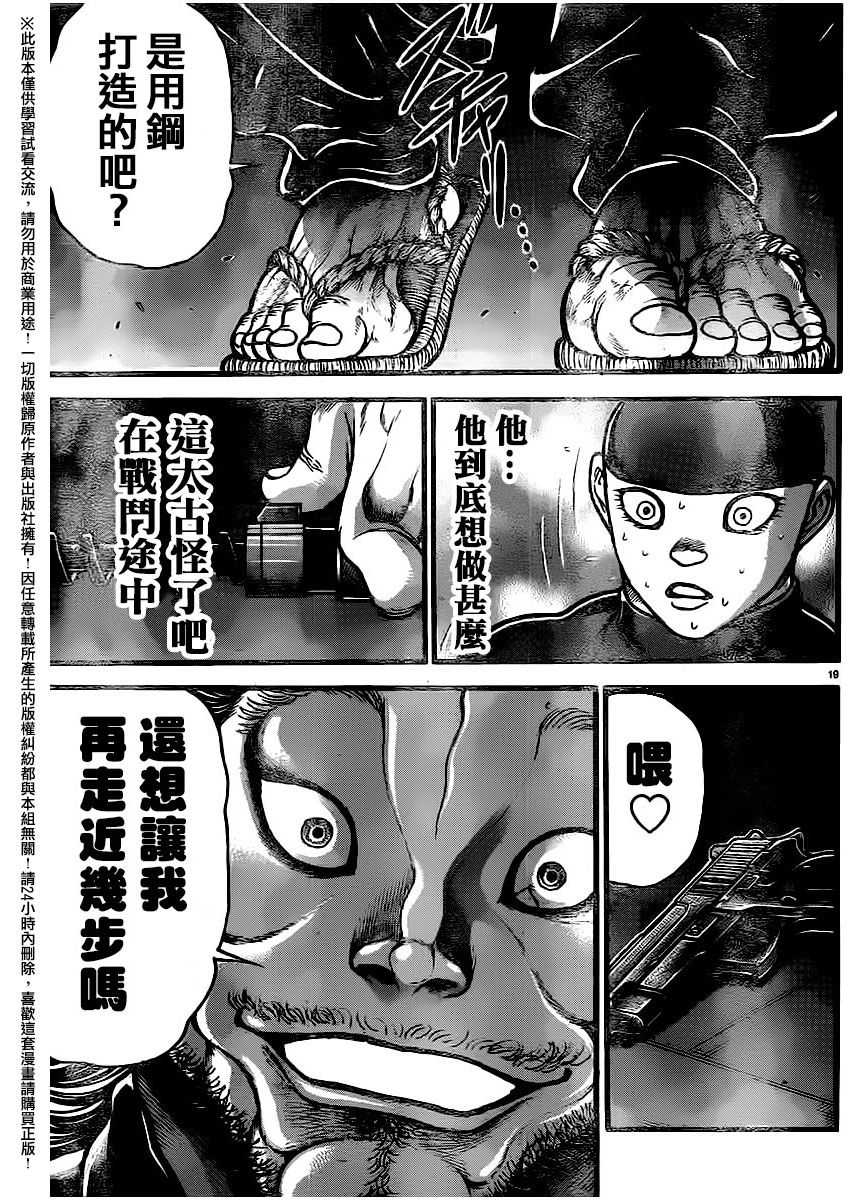 是用鋼
打造的吧？
ズチャ
他…
他到底想做甚麼
這太古怪了吧
在戰鬥途中
19
喂♡
還想讓我
再走近幾步嗎
※此版本僅供學習試看交流，請勿用於商業用途！一切版權歸原作者與出版社擁有！因任意轉載所產生的版權糾紛都與本組無關！請24小時內刪除，喜歡這套漫畫請購買正版！